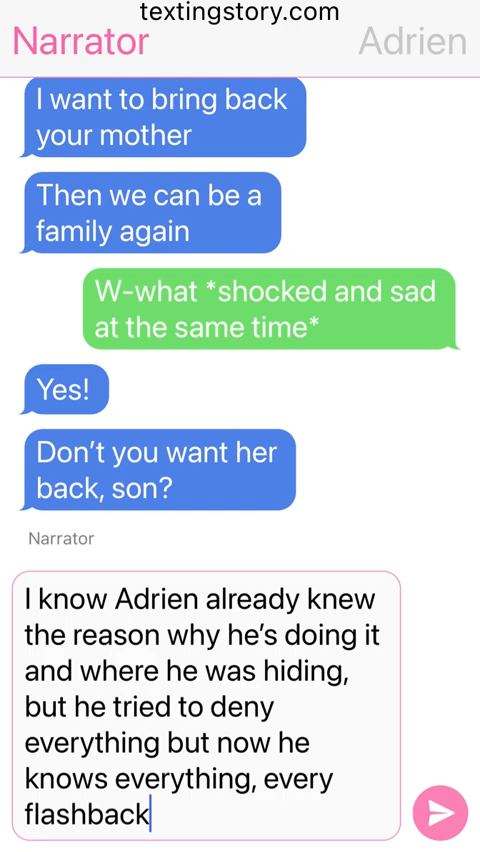 textingstory.com
Narrator Adrien
I want to bring back
your mother
Then we can be a
family again
W-what *shocked and sad
at the same time*
Yes!
Don’t you want her
back, son?
Narrator
I know Adrien already knew
the reason why he’s doing it
and where he was hiding,
but he tried to deny
everything but now he
knows everything, every
flashback